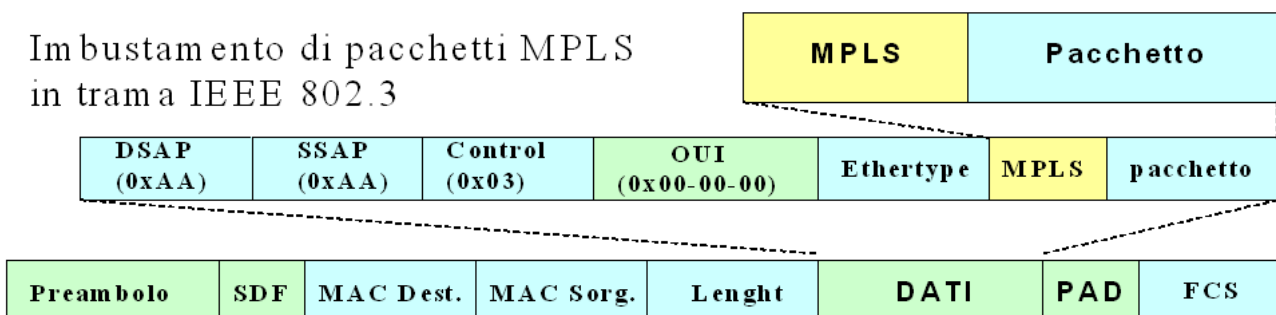 Imbustamento di pacchetti MPLS
in trama IEEE 802.3
MPLS Pacchetto
DSAP (0xAA) SSAP (0xAA) Control (0x03) OUI (0x00-00-00) Ethertype MPLS pacchetto
Preambolo SDF MAC Dest. MAC Sorg. Lenght DATI PAD FCS